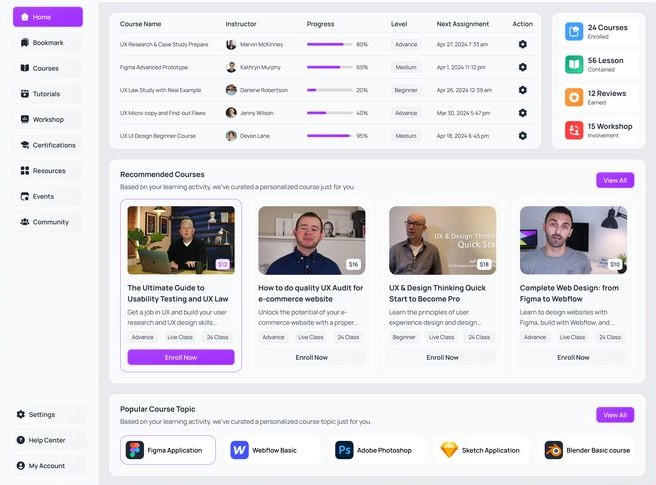 Home
Bookmark
Courses
Tutorials
Workshop
Certifications
Resources
Events
Community
Settings
Help Center
My Account
Course Name Instructor Progress Level Next Assignment Action
UX Research & Case Study Prepare Marvin McKinney 80% Advance Apr 27, 2024 7:33 am
Figma Advanced Prototype Kathryn Murphy 60% Medium Apr 1, 2024 11:12 pm
UX Law Study with Real Example Darlene Robertson 20% Beginner Apr 26, 2024 12:39 am
UX Micro-copy and Find-out Flaws Jenny Wilson 40% Advance Mar 30, 2024 5:47 pm
UX UI Design Beginner Course Devon Lane 95% Medium Apr 18, 2024 6:45 pm
24 Courses
Enrolled
56 Lesson
Contained
12 Reviews
Earned
15 Workshop
Involvement
Recommended Courses
Based on your learning activity, we've curated a personalized course just for you.
View All
$12
The Ultimate Guide to
Usability Testing and UX Law
Get a job in UX and build your user
research and UX design skills...
Advance Live Class 24 Class
Enroll Now
$16
How to do quality UX Audit for
e-commerce website
Unlock the potential of your e-
commerce website with a proper...
Advance Live Class 24 Class
Enroll Now
UX & Design Thinking
Quick Star
$18
UX & Design Thinking Quick
Start to Become Pro
Learn the principles of user
experience design and design...
Beginner Live Class 24 Class
Enroll Now
$10
Complete Web Design: from
Figma to Webflow
Learn to design websites with
Figma, build with Webflow, and...
Advance Live Class 24 Class
Enroll Now
Popular Course Topic
Based on your learning activity, we've curated a personalized course topic just for you.
View All
Figma Application
W Webflow Basic
Ps Adobe Photoshop
Sketch Application
Blender Basic course